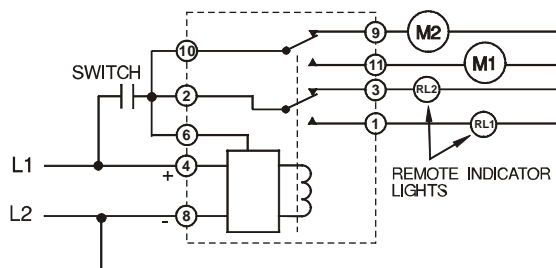 10
9
M2
SWITCH
11
M1
2
3
RL2
6
1
RL1
L1
4
+
REMOTE INDICATOR
LIGHTS
L2
8
-